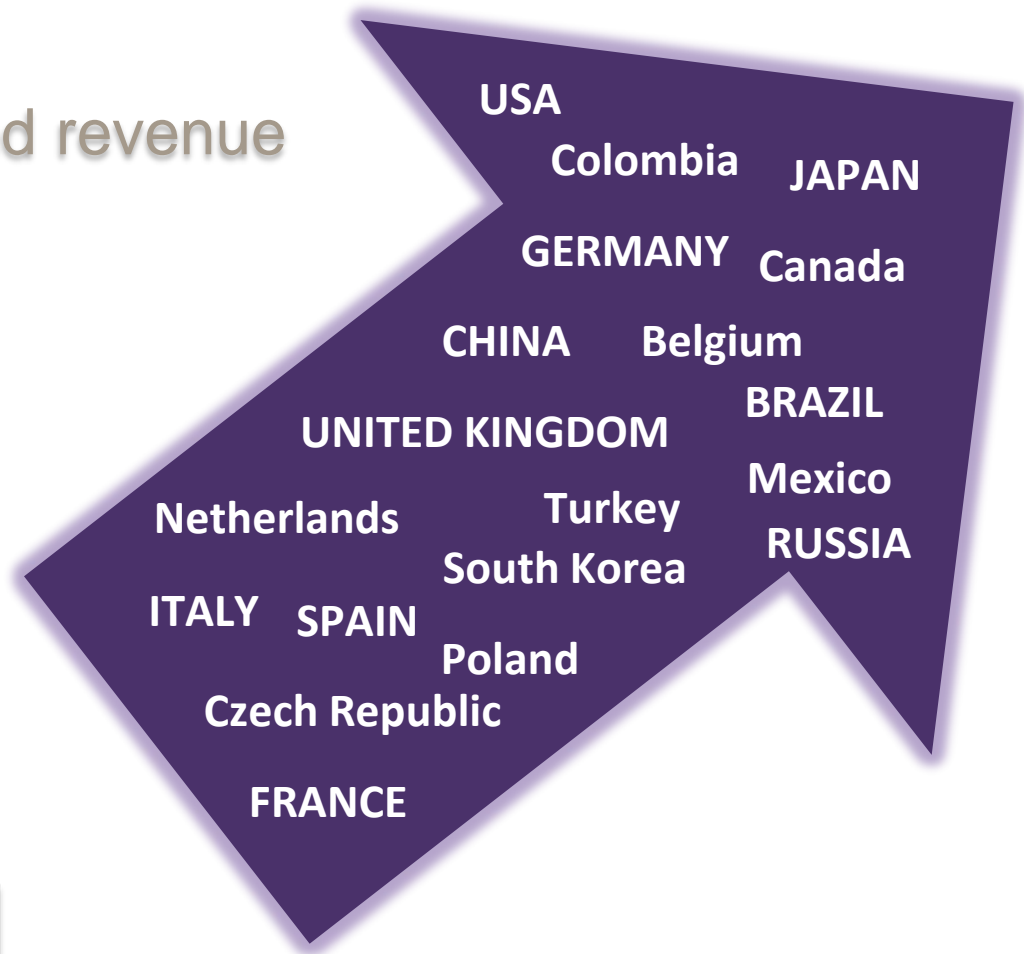 d revenue
USA
Colombia
JAPAN
GERMANY
Canada
CHINA
Belgium
BRAZIL
UNITED KINGDOM
Mexico
Netherlands
Turkey
RUSSIA
South Korea
ITALY
SPAIN
Poland
Czech Republic
FRANCE